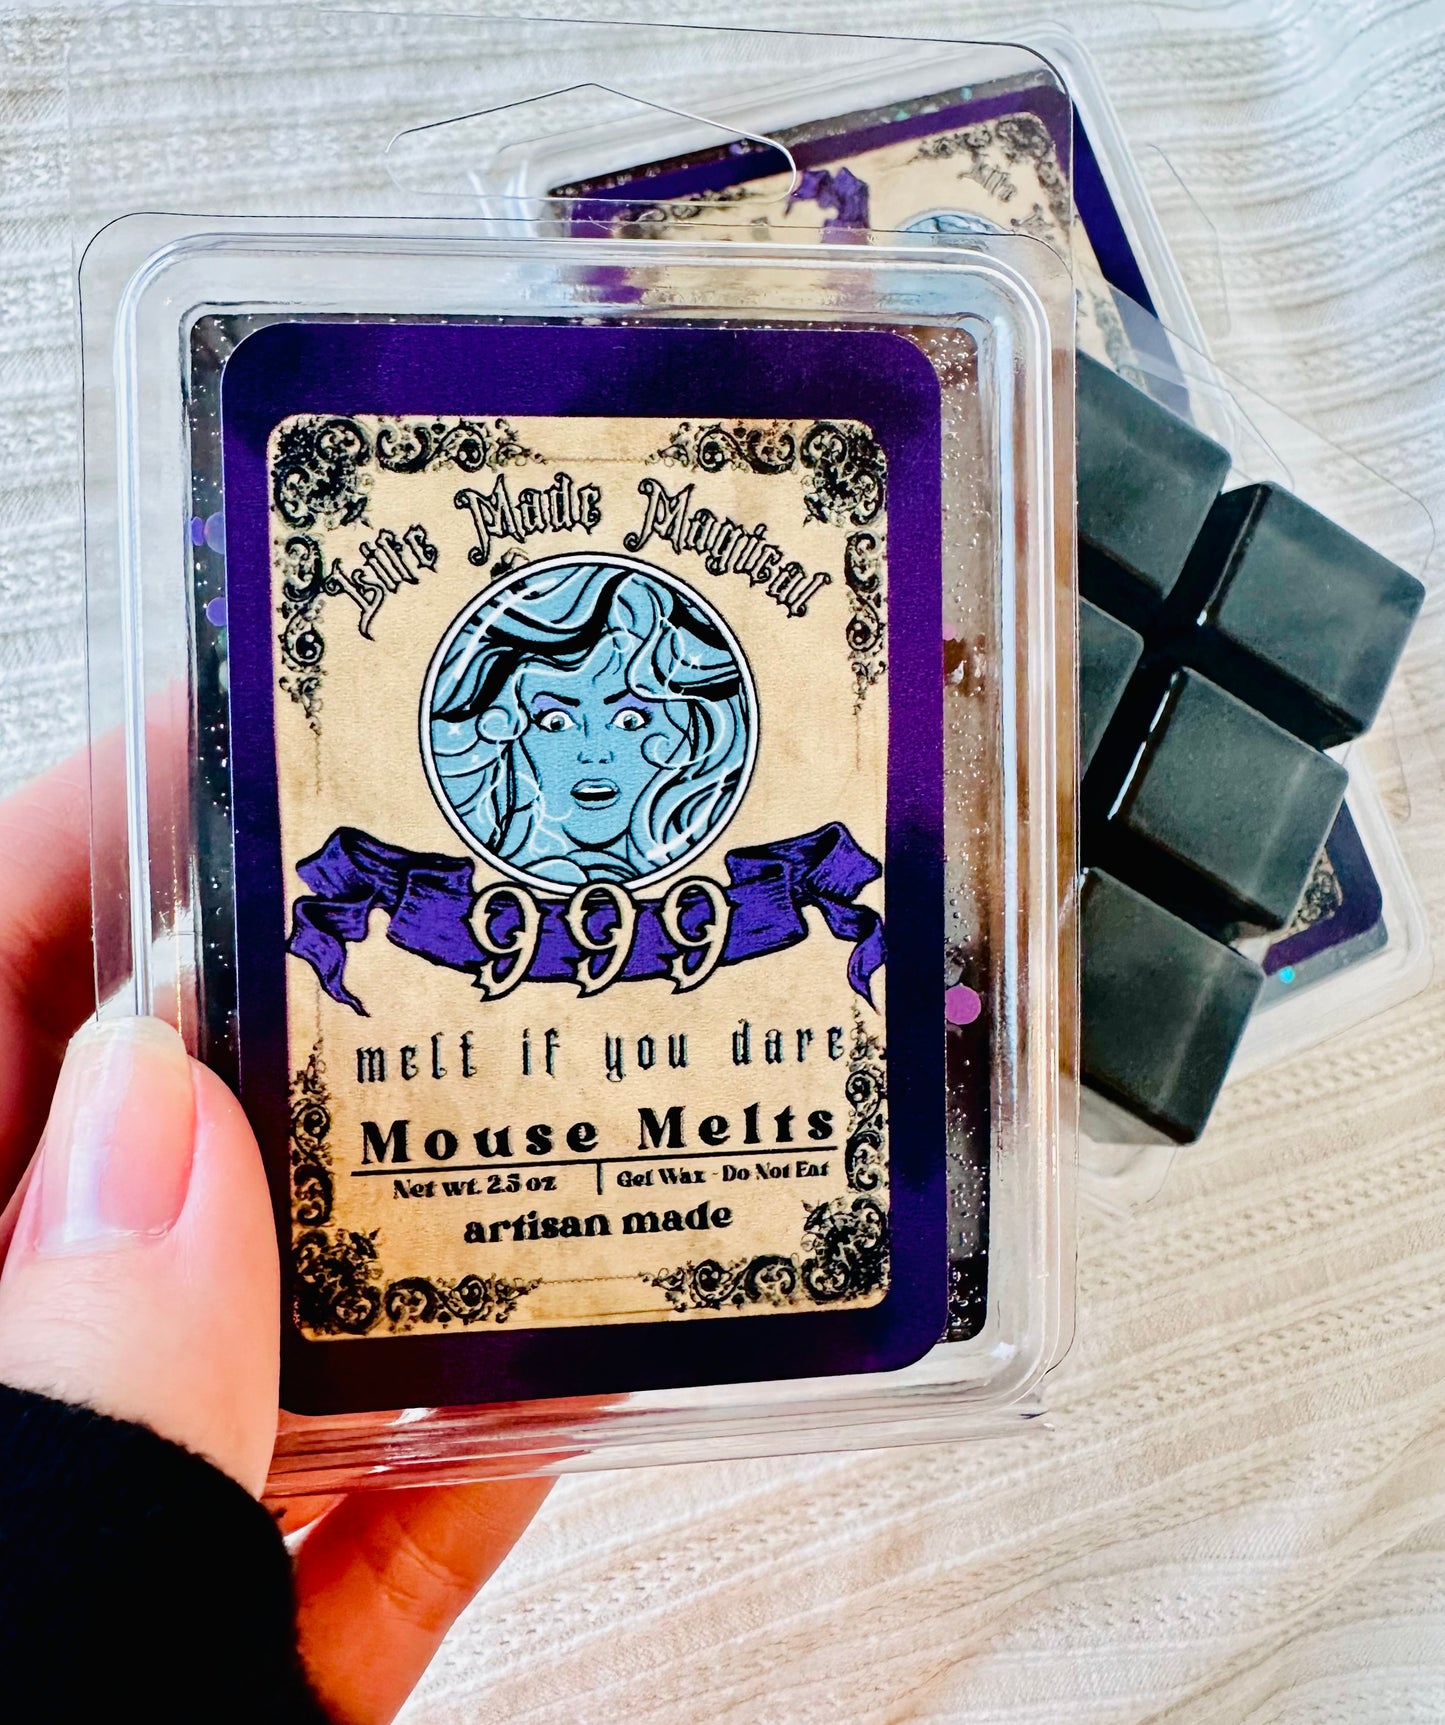 Life Made Magical
999
melt if you dare
Mouse Melts
Net wt. 2.5 oz
Gel Wax - Do Not Eat
artisan made